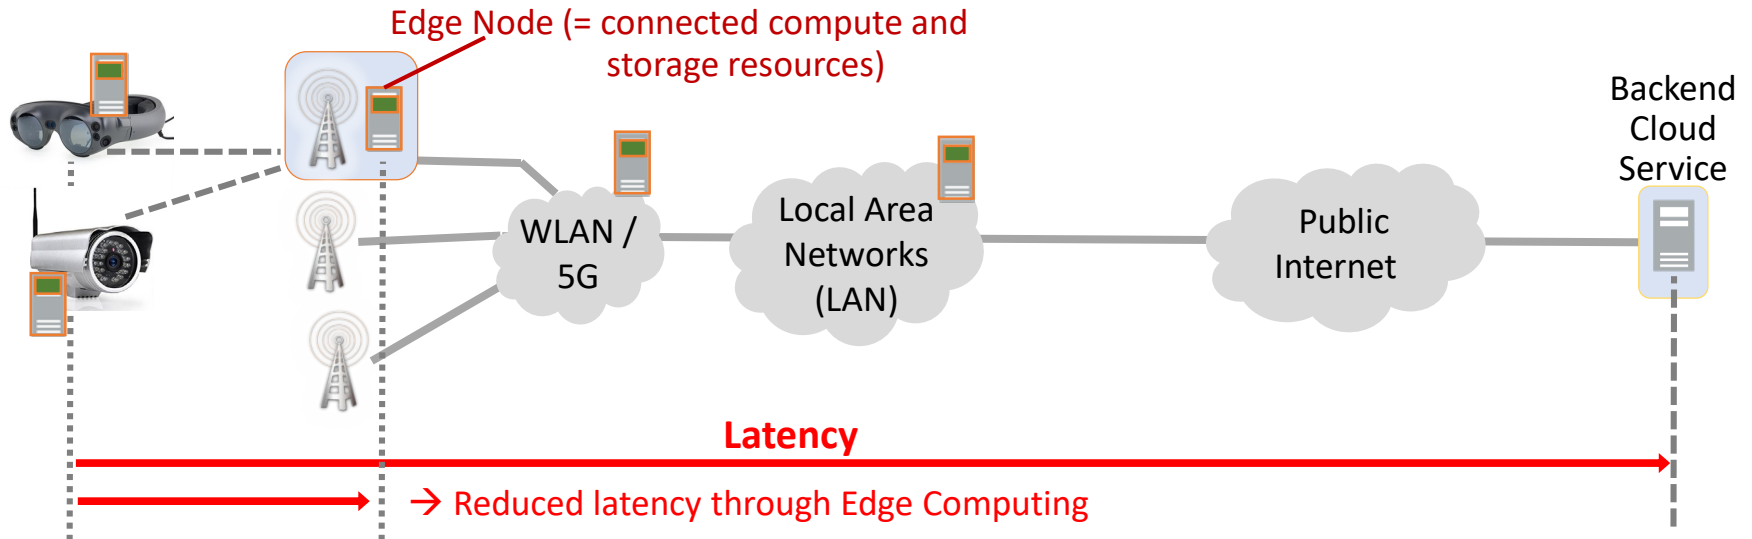 Edge Node (= connected compute and
storage resources)
Backend
Cloud
Service
WLAN /
5G
Local Area
Networks
(LAN)
Public
Internet
Latency
→ Reduced latency through Edge Computing